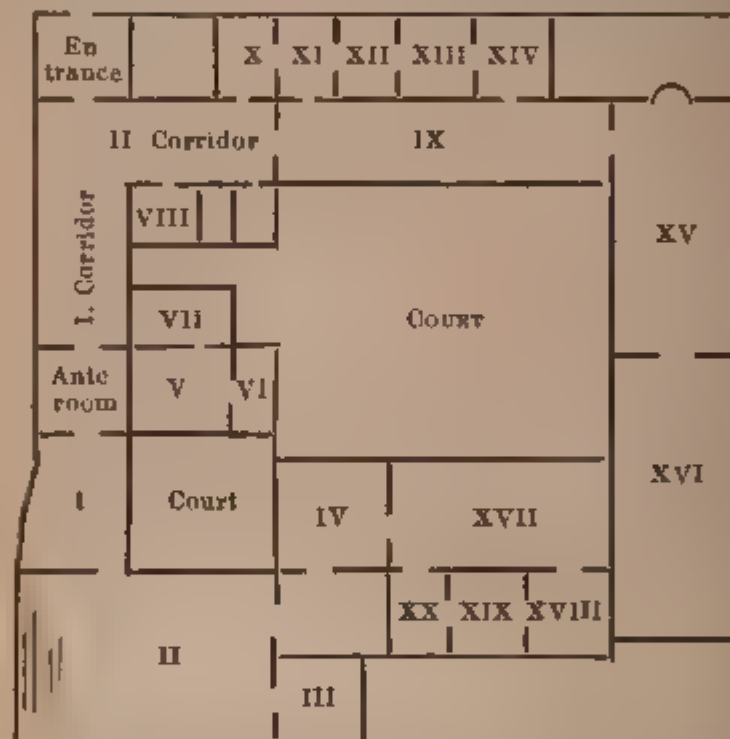 En
trance
X XI XII XIII XIV
II Corridor
IX
I. Corridor
VIII
XV
VII
Court
Ante
room
V
VI
I
Court
IV
XVII
XVI
XX XIX XVIII
II
III